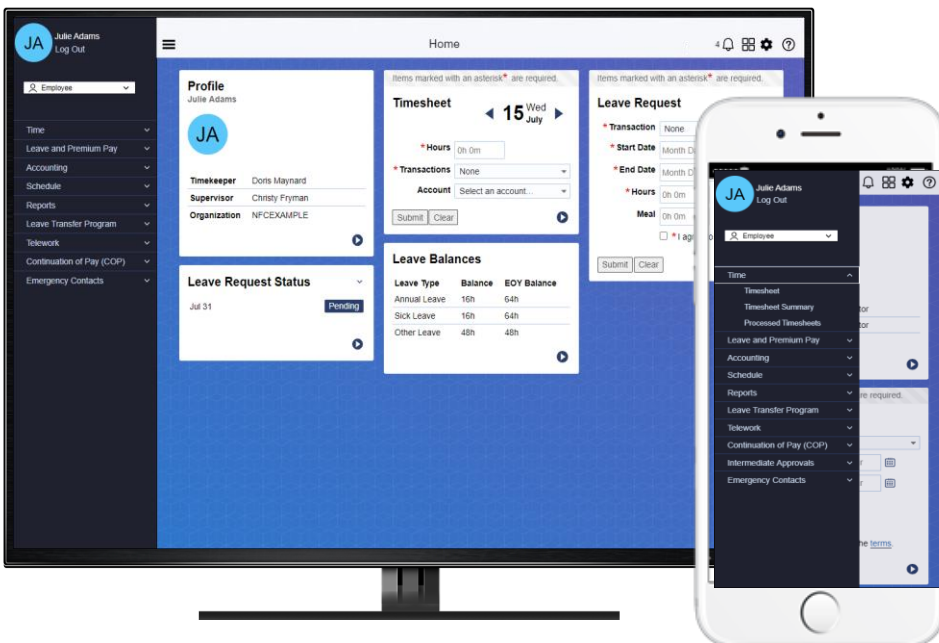 JA
Julie Adams
Log Out
Employee
Time
Leave and Premium Pay
Accounting
Schedule
Reports
Leave Transfer Program
Telework
Continuation of Pay (COP)
Emergency Contacts
Home
4
Profile
Julie Adams
JA
Timekeeper Doris Maynard
Supervisor Christy Fryman
Organization NFCEXAMPLE
Leave Request Status
Jul 31 Pending
Items marked with an asterisk* are required.
Timesheet
15 Wed July
* Hours 0h 0m
* Transactions None
Account Select an account...
Submit Clear
Leave Balances
Leave Type Balance EOY Balance
Annual Leave 16h 64h
Sick Leave 16h 64h
Other Leave 48h 48h
Items marked with an asterisk* are required.
Leave Request
* Transaction None
* Start Date Month D
* End Date Month D
* Hours 0h 0m
Meal 0h 0m
* I ag
Submit Clear
JA
Julie Adams
Log Out
Employee
Time
Timesheet
Timesheet Summary
Processed Timesheets
Leave and Premium Pay
Accounting
Schedule
Reports
Leave Transfer Program
Telework
Continuation of Pay (COP)
Intermediate Approvals
Emergency Contacts
tor
tor
re required.
he terms.